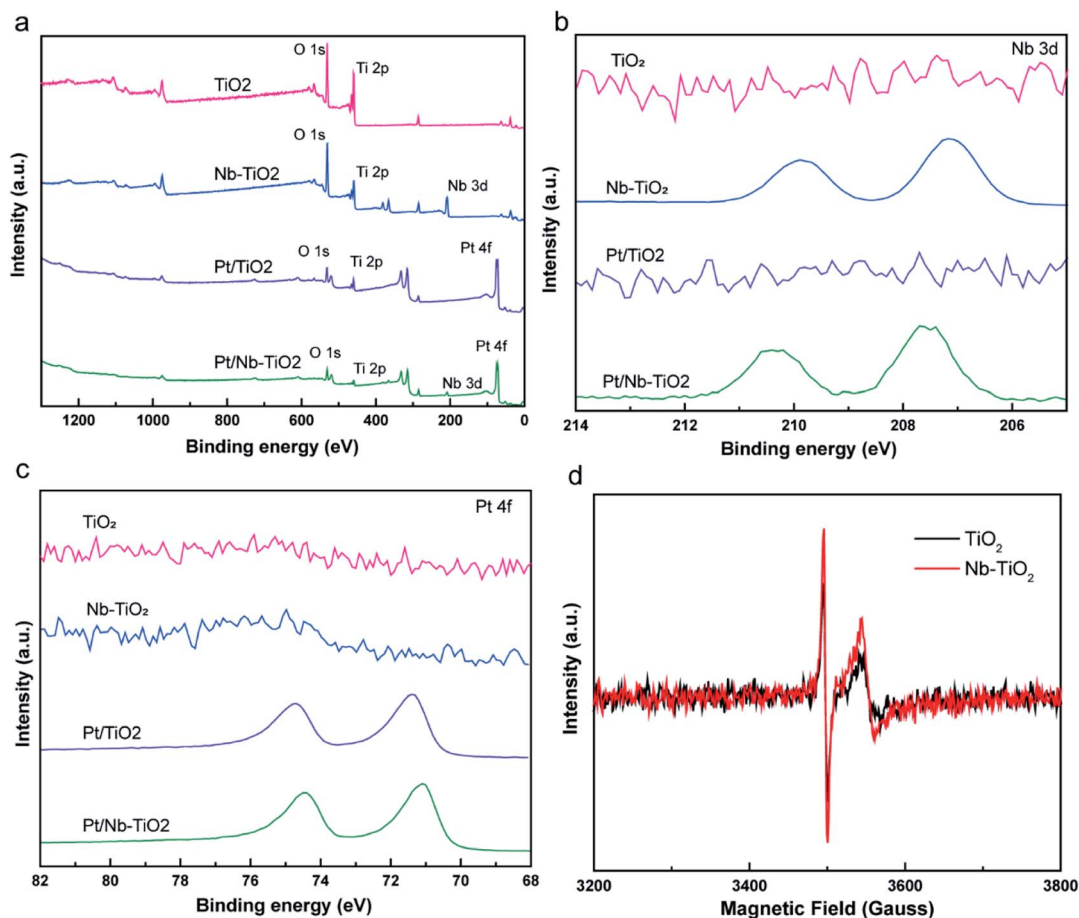 a
O 1s
Ti 2p
TiO2
O 1s
Ti 2p
Nb-TiO2
Nb 3d
O 1s
Pt 4f
Ti 2p
Pt/TiO2
O 1s
Pt 4f
Pt/Nb-TiO2
Ti 2p
Nb 3d
Intensity (a.u.)
1200 1000 800 600 400 200 0
Binding energy (eV)
b
Nb 3d
TiO₂
Nb-TiO₂
Pt/TiO2
Pt/Nb-TiO2
Intensity (a.u.)
214 212 210 208 206
Binding energy (eV)
c
Pt 4f
TiO₂
Nb-TiO₂
Pt/TiO2
Pt/Nb-TiO2
Intensity (a.u.)
82 80 78 76 74 72 70 68
Binding energy (eV)
d
TiO₂
Nb-TiO₂
Intensity (a.u.)
3200 3400 3600 3800
Magnetic Field (Gauss)